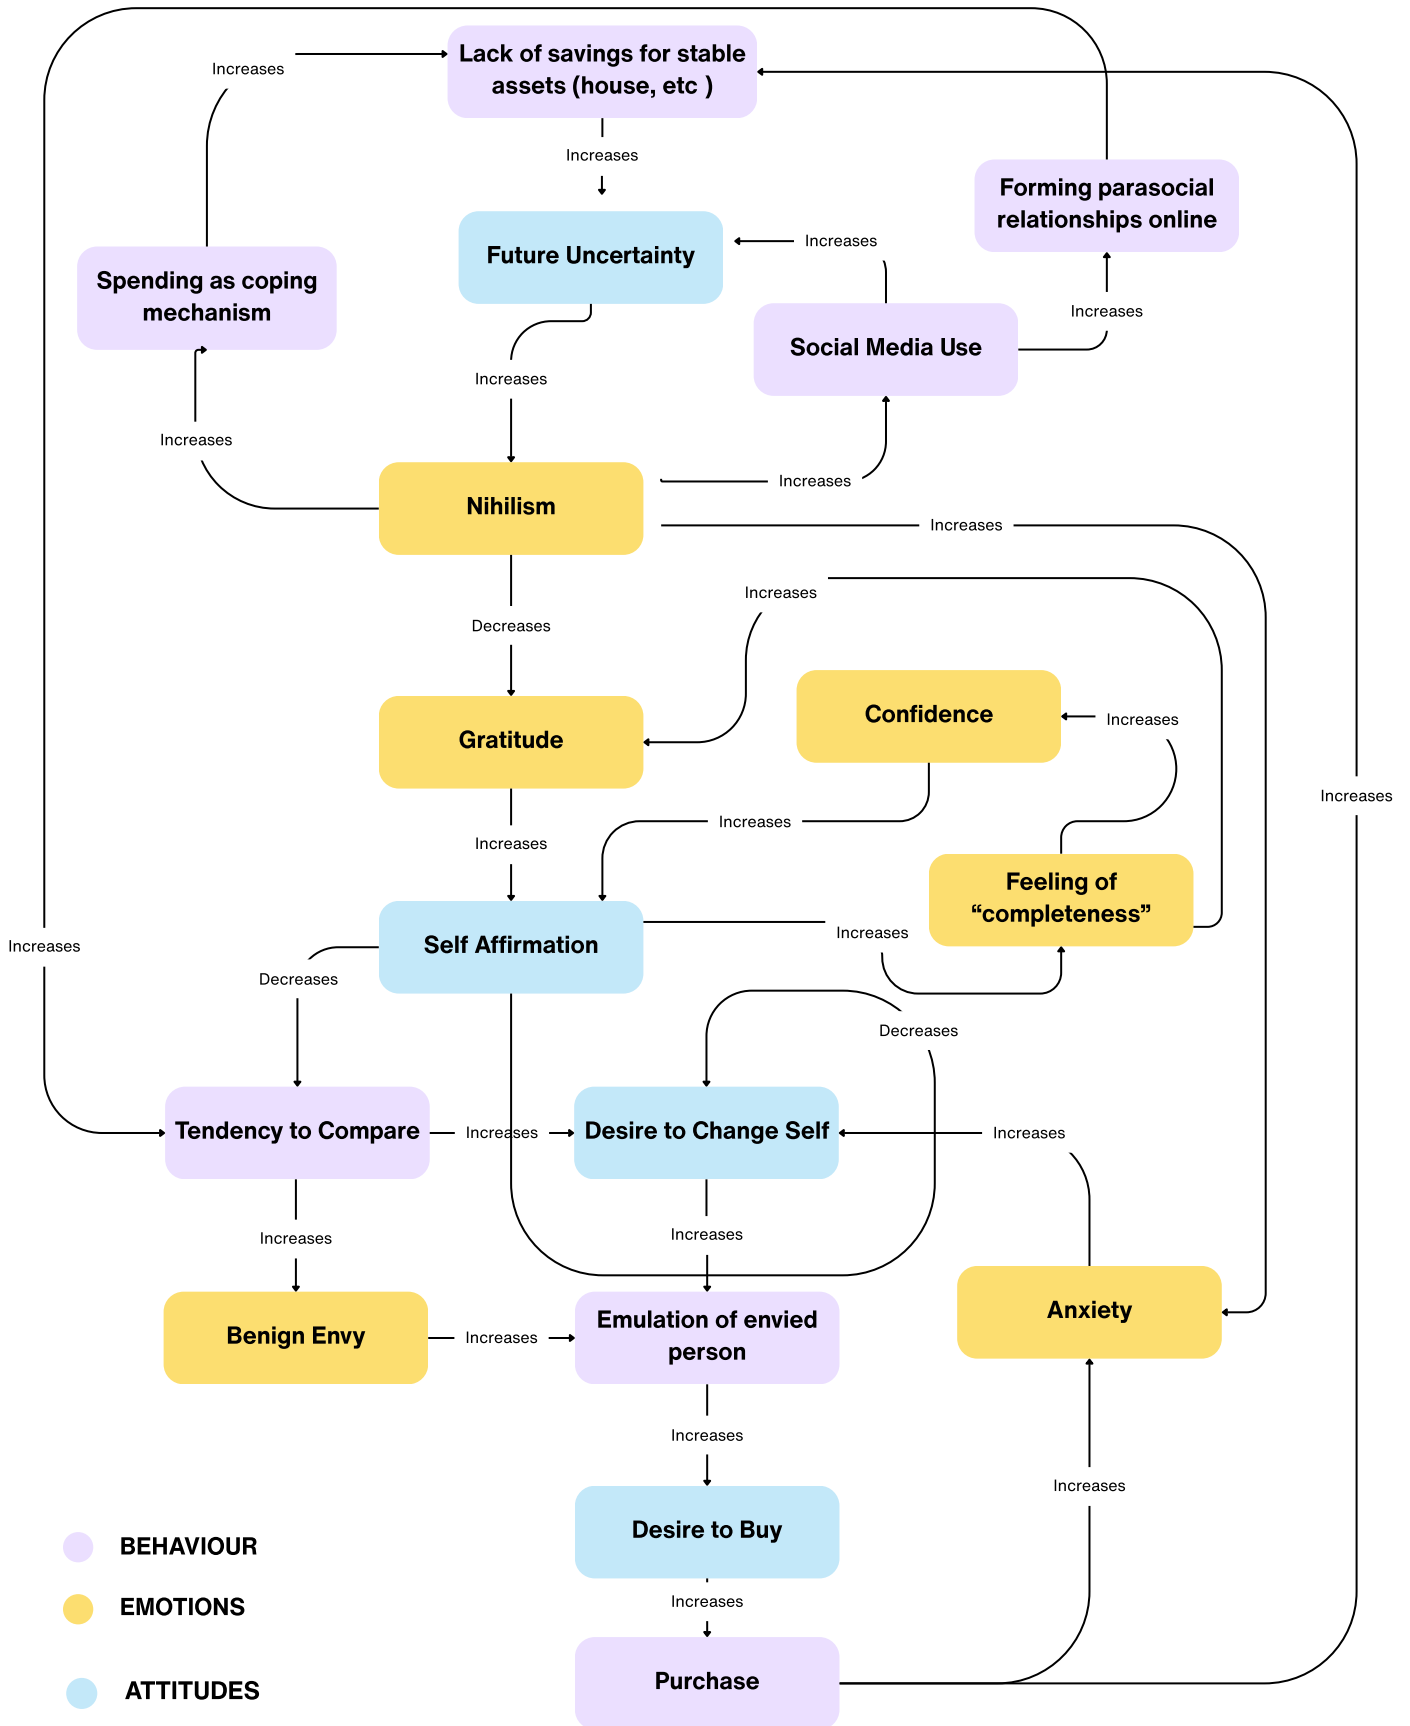 Lack of savings for stable
assets (house, etc )
Increases
Increases
Forming parasocial
relationships online
Future Uncertainty
Increases
Spending as coping
mechanism
Increases
Social Media Use
Increases
Increases
Nihilism
Increases
Increases
Increases
Decreases
Confidence
Increases
Gratitude
Increases
Increases
Increases
Feeling of
“completeness”
Increases
Self Affirmation
Increases
Increases
Decreases
Decreases
Tendency to Compare
Increases
Desire to Change Self
Increases
Increases
Increases
Anxiety
Benign Envy
Increases
Emulation of envied
person
Increases
Increases
Desire to Buy
BEHAVIOUR
Increases
EMOTIONS
Purchase
ATTITUDES